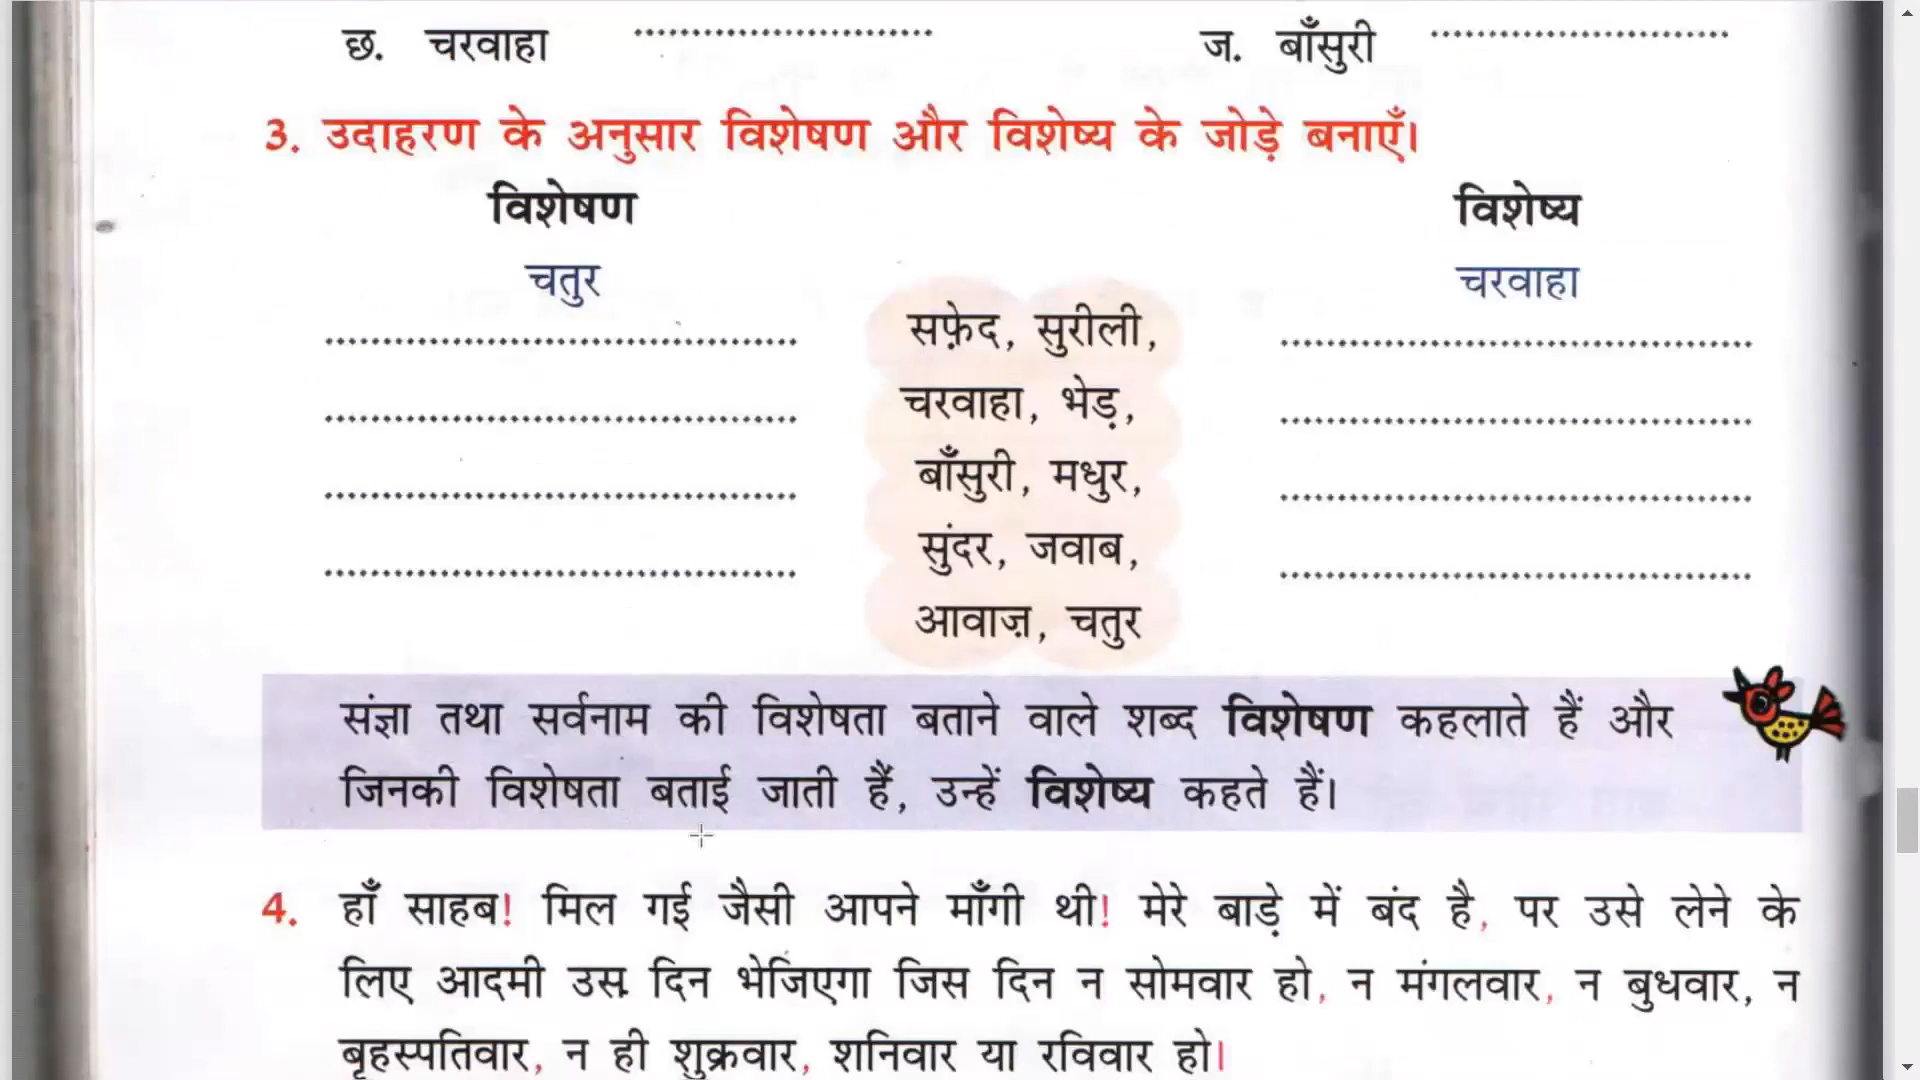 छ. चरवाहा ..............................
ज. बाँसुरी ..............................
3. उदाहरण के अनुसार विशेषण और विशेष्य के जोड़े बनाएँ।
विशेषण
विशेष्य
चतुर
चरवाहा
सफ़ेद, सुरीली,
चरवाहा, भेड़,
बाँसुरी, मधुर,
सुंदर, जवाब,
आवाज़, चतुर
संज्ञा तथा सर्वनाम की विशेषता बताने वाले शब्द विशेषण कहलाते हैं और
जिनकी विशेषता बताई जाती हैं, उन्हें विशेष्य कहते हैं।
4. हाँ साहब! मिल गई जैसी आपने माँगी थी! मेरे बाड़े में बंद है, पर उसे लेने के
लिए आदमी उस दिन भेजिएगा जिस दिन न सोमवार हो, न मंगलवार, न बुधवार, न
बृहस्पतिवार, न ही शुक्रवार, शनिवार या रविवार हो।